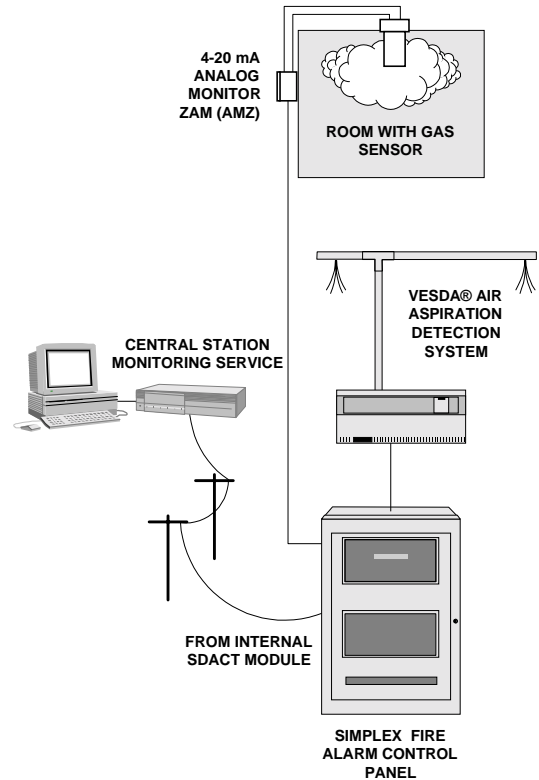 4-20 mA
ANALOG
MONITOR
ZAM (AMZ)
ROOM WITH GAS
SENSOR
VESDA® AIR
ASPIRATION
DETECTION
SYSTEM
CENTRAL STATION
MONITORING SERVICE
FROM INTERNAL
SDACT MODULE
SIMPLEX FIRE
ALARM CONTROL
PANEL